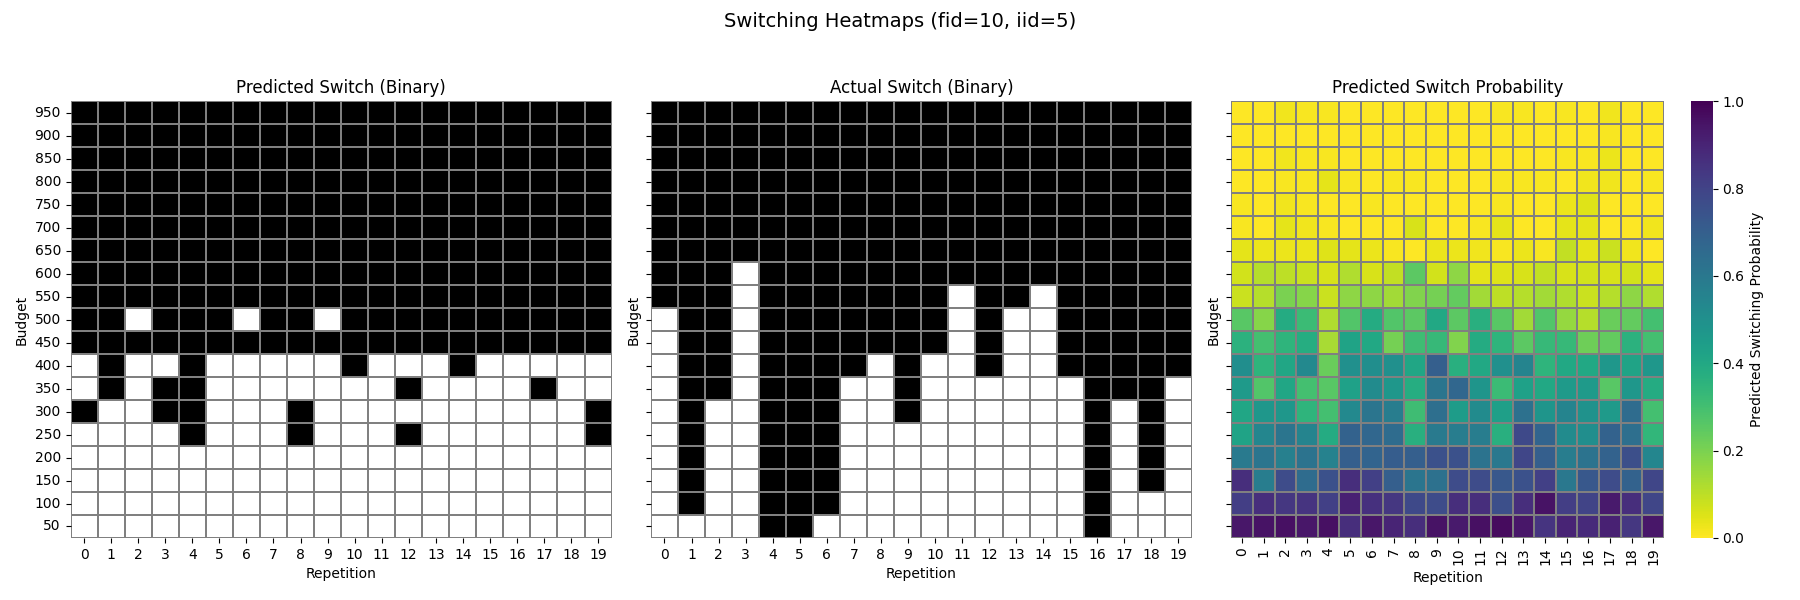 Switching Heatmaps (fid=10, iid=5)
Predicted Switch (Binary)
Actual Switch (Binary)
Predicted Switch Probability
Budget
950
900
850
800
750
700
650
600
550
500
450
400
350
300
250
200
150
100
50
0 1 2 3 4 5 6 7 8 9 10 11 12 13 14 15 16 17 18 19
Repetition
Budget
0 1 2 3 4 5 6 7 8 9 10 11 12 13 14 15 16 17 18 19
Repetition
Budget
0 1 2 3 4 5 6 7 8 9 10 11 12 13 14 15 16 17 18 19
Repetition
1.0
0.8
0.6
0.4
0.2
0.0
Predicted Switching Probability